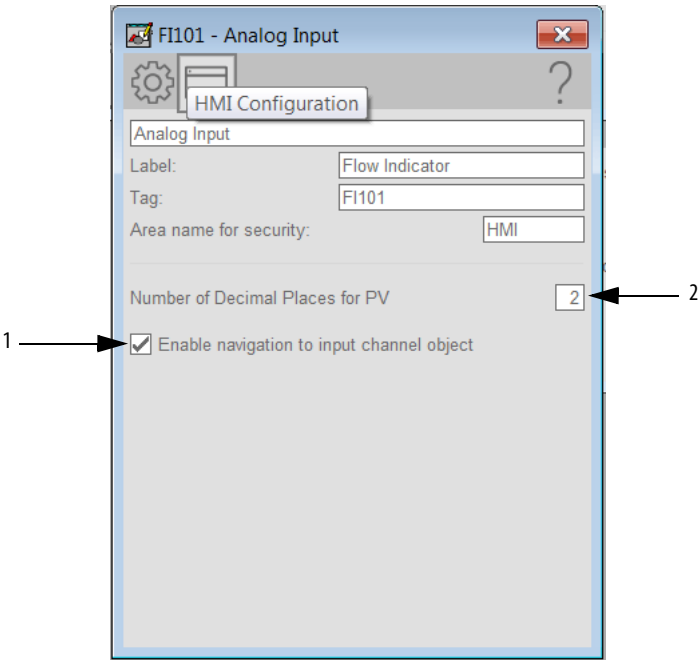 FI101 - Analog Input
HMI Configuration
Analog Input
Label: Flow Indicator
Tag: FI101
Area name for security: HMI
Number of Decimal Places for PV 2
2
1
Enable navigation to input channel object